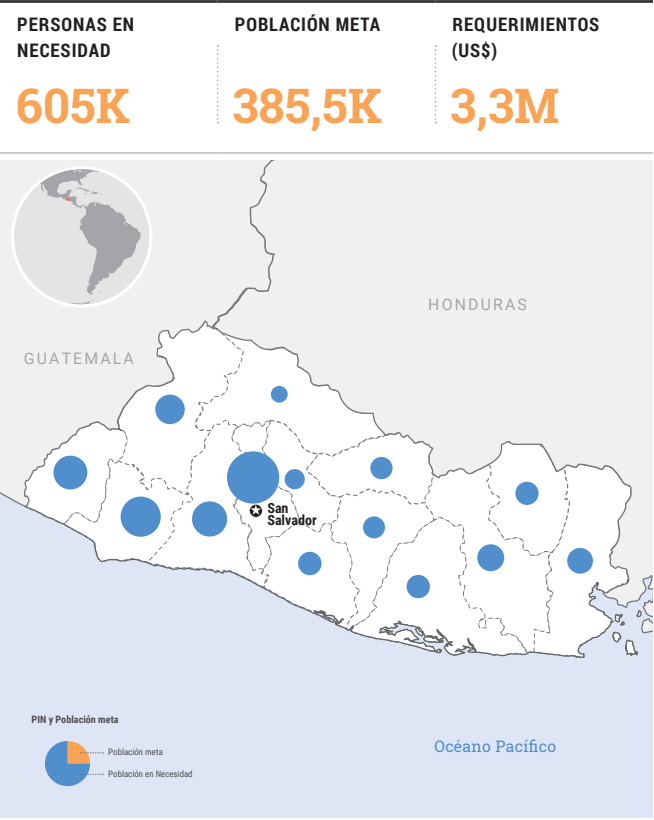 PERSONAS EN
NECESIDAD
605K
POBLACIÓN META
385,5K
REQUERIMIENTOS
(US$)
3,3M
HONDURAS
GUATEMALA
San
Salvador
PIN y Población meta
Población meta
Población en Necesidad
Océano Pacífico